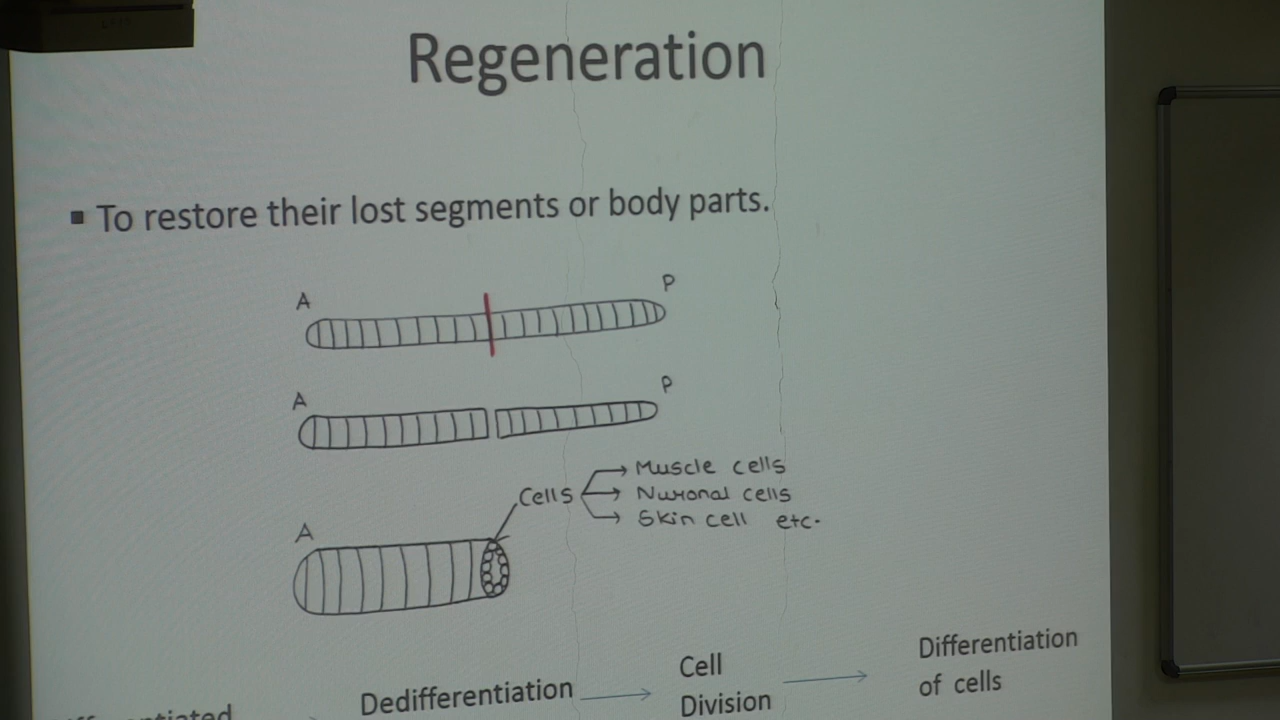 Regeneration
▪ To restore their lost segments or body parts.
A
P
A
P
Cells
Muscle cells
Nuronal cells
Skin cell etc.
A
Dedifferentiation
Cell
Division
Differentiation
of cells